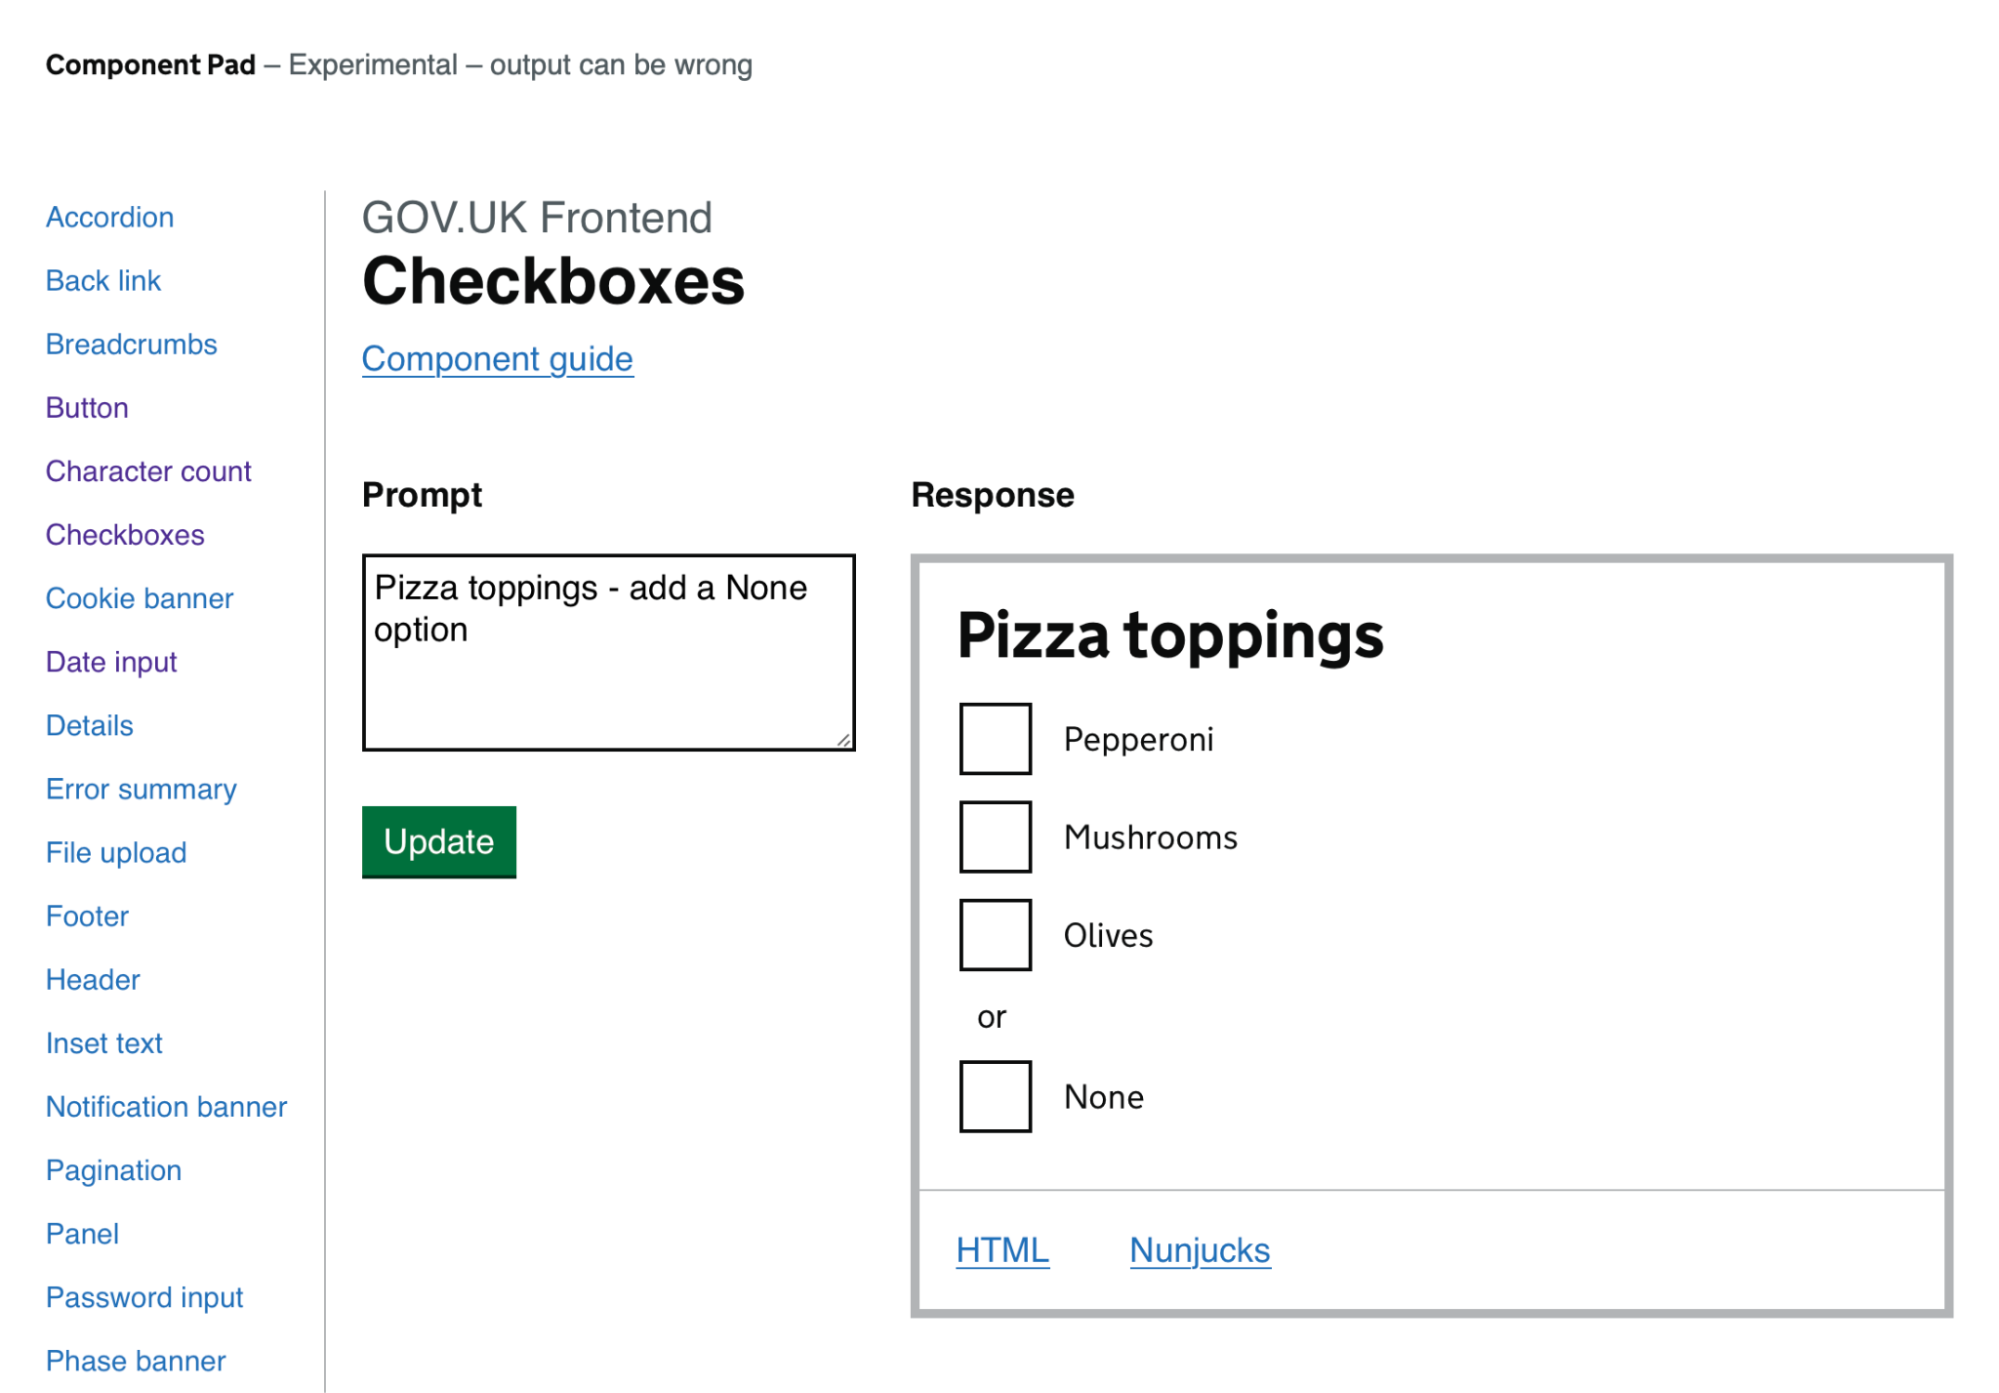 Component Pad – Experimental – output can be wrong
Accordion
Back link
Breadcrumbs
Button
Character count
Checkboxes
Cookie banner
Date input
Details
Error summary
File upload
Footer
Header
Inset text
Notification banner
Pagination
Panel
Password input
Phase banner
GOV.UK Frontend
Checkboxes
Component guide
Prompt
Pizza toppings - add a None
option
Update
Response
Pizza toppings
Pepperoni
Mushrooms
Olives
or
None
HTML Nunjucks